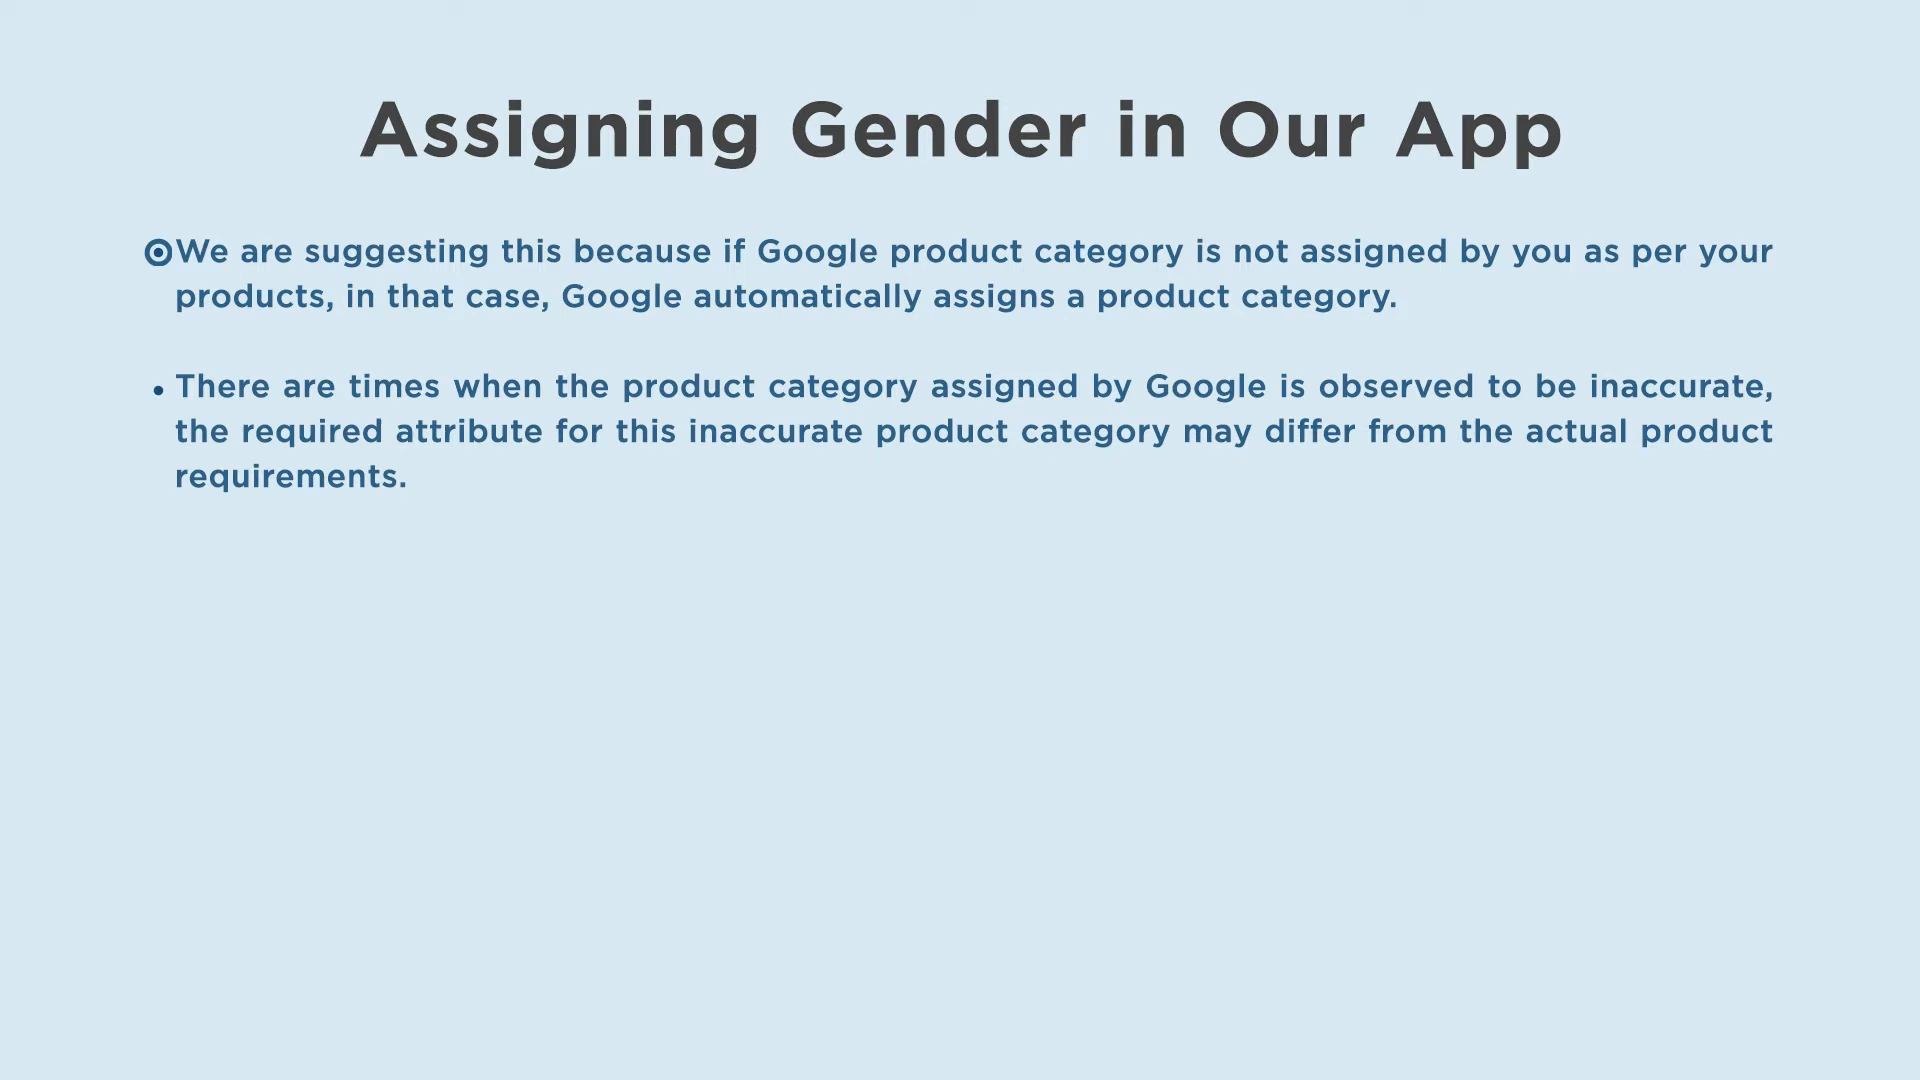 Assigning Gender in Our App
We are suggesting this because if Google product category is not assigned by you as per your
products, in that case, Google automatically assigns a product category.
• There are times when the product category assigned by Google is observed to be inaccurate,
the required attribute for this inaccurate product category may differ from the actual product
requirements.